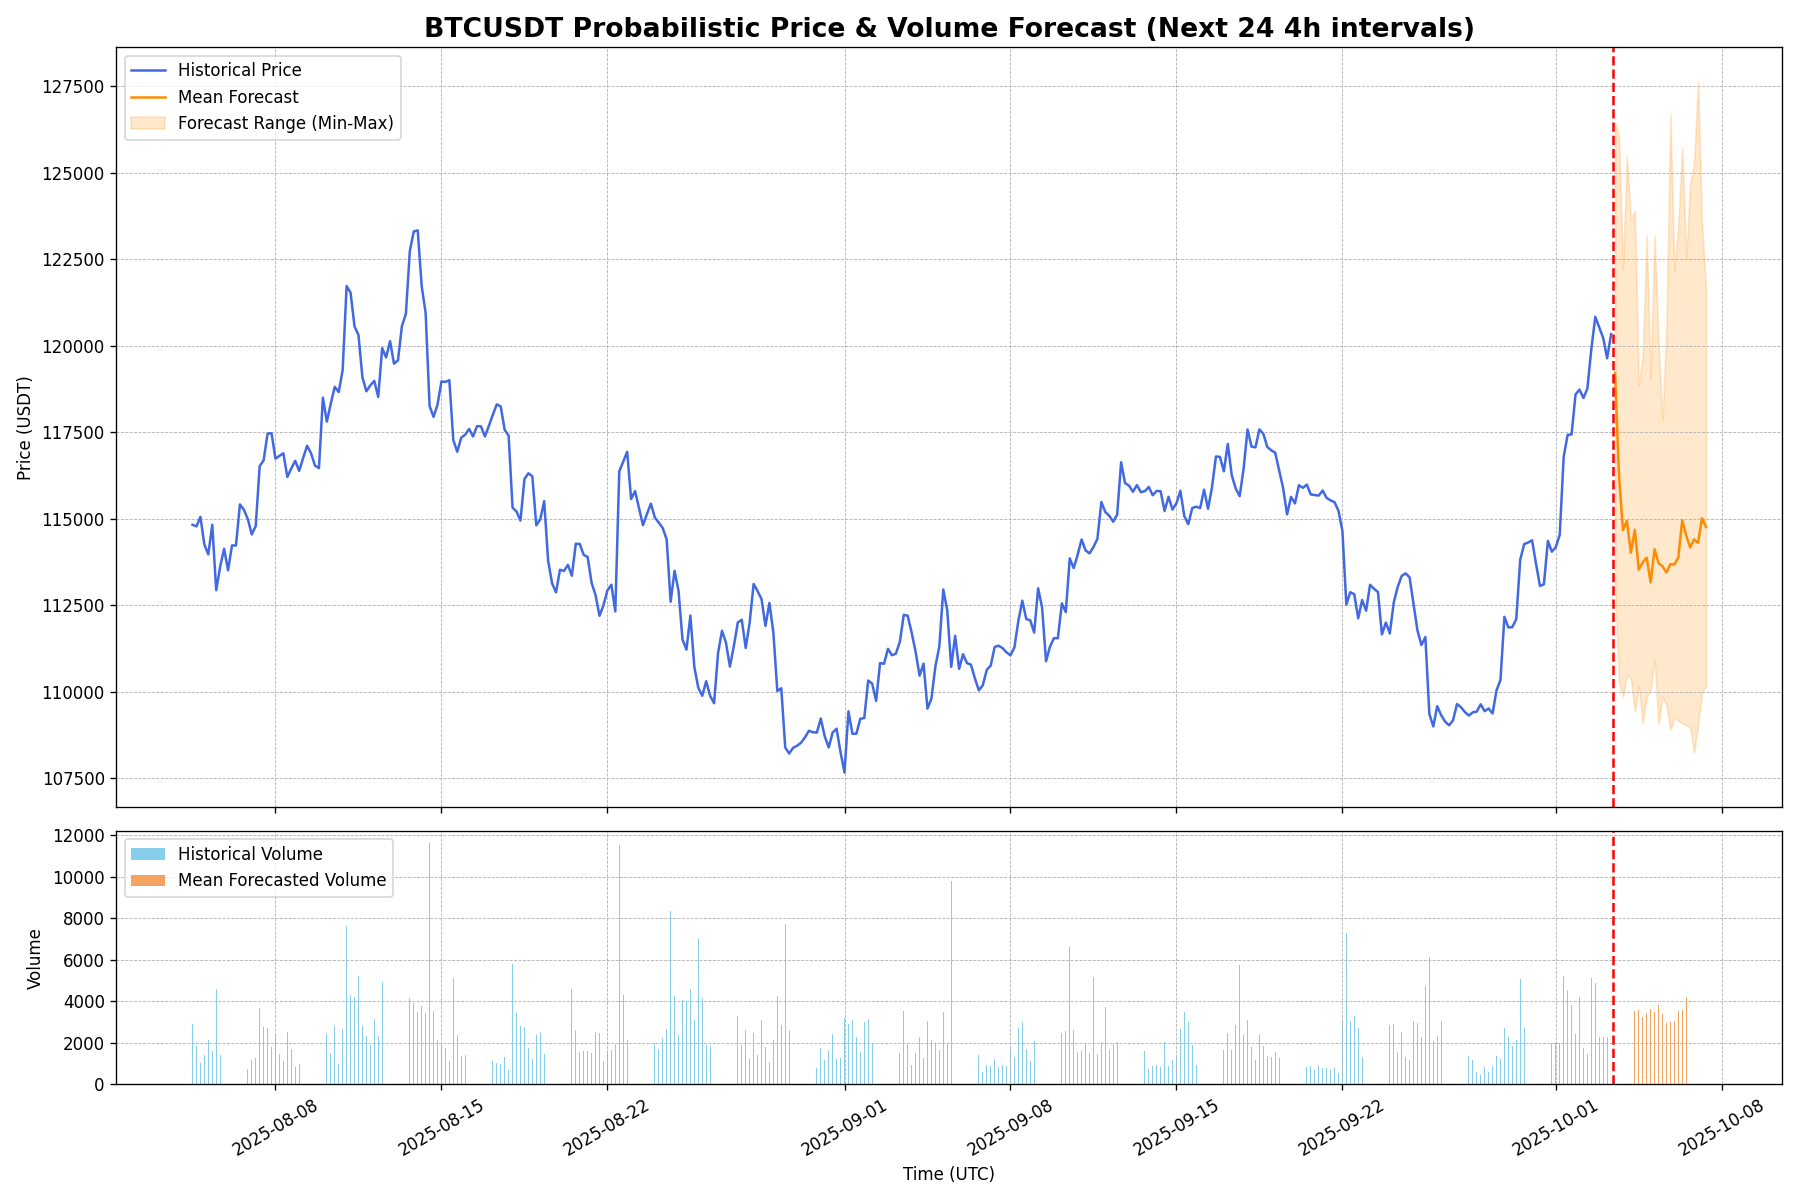 BTCUSDT Probabilistic Price & Volume Forecast (Next 24 4h intervals)
Historical Price
Mean Forecast
Forecast Range (Min-Max)
Price (USDT)
127500
125000
122500
120000
117500
115000
112500
110000
107500
Historical Volume
Mean Forecasted Volume
Volume
12000
10000
8000
6000
4000
2000
0
2025-08-08
2025-08-15
2025-08-22
2025-09-01
2025-09-08
2025-09-15
2025-09-22
2025-10-01
2025-10-08
Time (UTC)